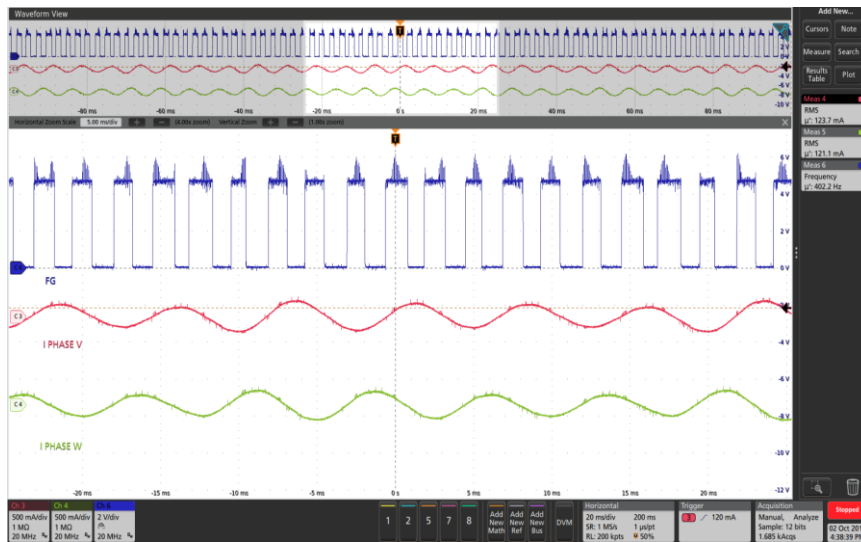 Waveform View
Add New...
Cursors Note
Measure Search
Results Table Plot
2 V
-4 V
-6 V
-8 V
-10 V
-80 ms -60 ms -40 ms -20 ms 0 s 20 ms 40 ms 60 ms 80 ms
Horizontal Zoom Scale 5.00 ms/div (4.00x zoom) Vertical Zoom (1.00x zoom)
Meas 4
RMS
µ': 123.7 mA
Meas 5
RMS
µ': 121.1 mA
Meas 6
Frequency
µ': 402.2 Hz
T
6 V
4 V
2 V
0 V
FG
C 3
-4 V
I PHASE V
-6 V
C 4
-8 V
I PHASE W
-10 V
-12 V
-20 ms -15 ms -10 ms -5 ms 0 s 5 ms 10 ms 15 ms 20 ms
Ch 3
500 mA/div
1 MΩ
20 MHz
Ch 4
500 mA/div
1 MΩ
20 MHz
2 V/div
20 MHz
1 2 5 7 8
Add New Math
Add New Ref
Add New Bus
DVM
Horizontal
20 ms/div 200 ms
SR: 1 MS/s 1 µs/pt
RL: 200 kpts 50%
Trigger
3 120 mA
Acquisition
Manual, Analyze
Sample: 12 bits
1.685 kAcqs
Stopped
02 Oct 201
4:38:39 P